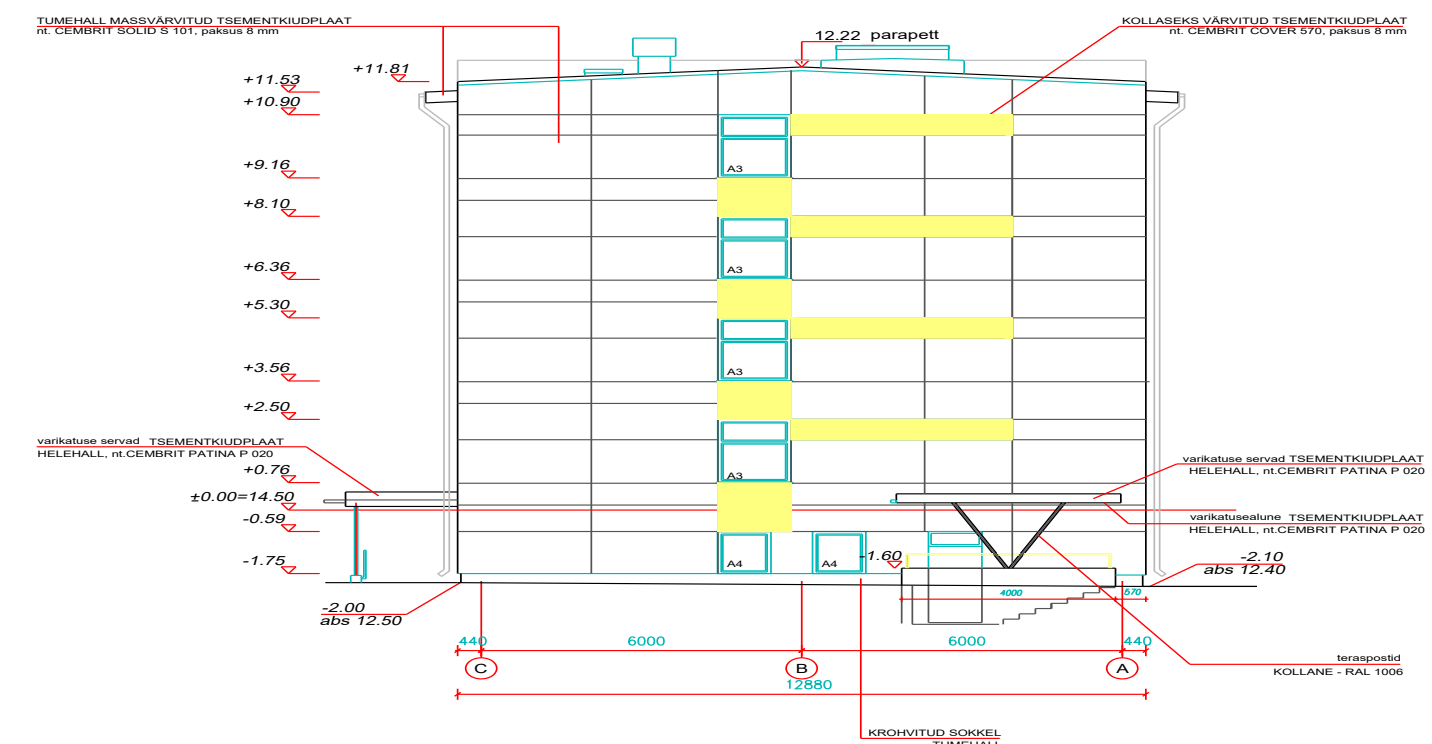 TUMEHALL MASSVÄRVITUD TSEMENTKIUDPLAAT
nt. CEMBRIT SOLID S 101, paksus 8 mm
KOLLASEKS VÄRVITUD TSEMENTKIUDPLAAT
nt. CEMBRIT COVER 570, paksus 8 mm
12.22 parapett
+11.81
+11.53
+10.90
+9.16
A3
+8.10
+6.36
A3
+5.30
+3.56
A3
+2.50
varikatuse servad TSEMENTKIUDPLAAT
HELEHALL, nt.CEMBRIT PATINA P 020
+0.76
A3
varikatuse servad TSEMENTKIUDPLAAT
HELEHALL, nt.CEMBRIT PATINA P 020
±0.00=14.50
varikatusealune TSEMENTKIUDPLAAT
HELEHALL, nt.CEMBRIT PATINA P 020
-0.59
-1.75
A4
A4
-1.60
-2.10
abs 12.40
4000
570
-2.00
abs 12.50
440
6000
6000
440
C
B
A
12880
teraspostid
KOLLANE - RAL 1006
KROHVITUD SOKKEL
TUMEHALL